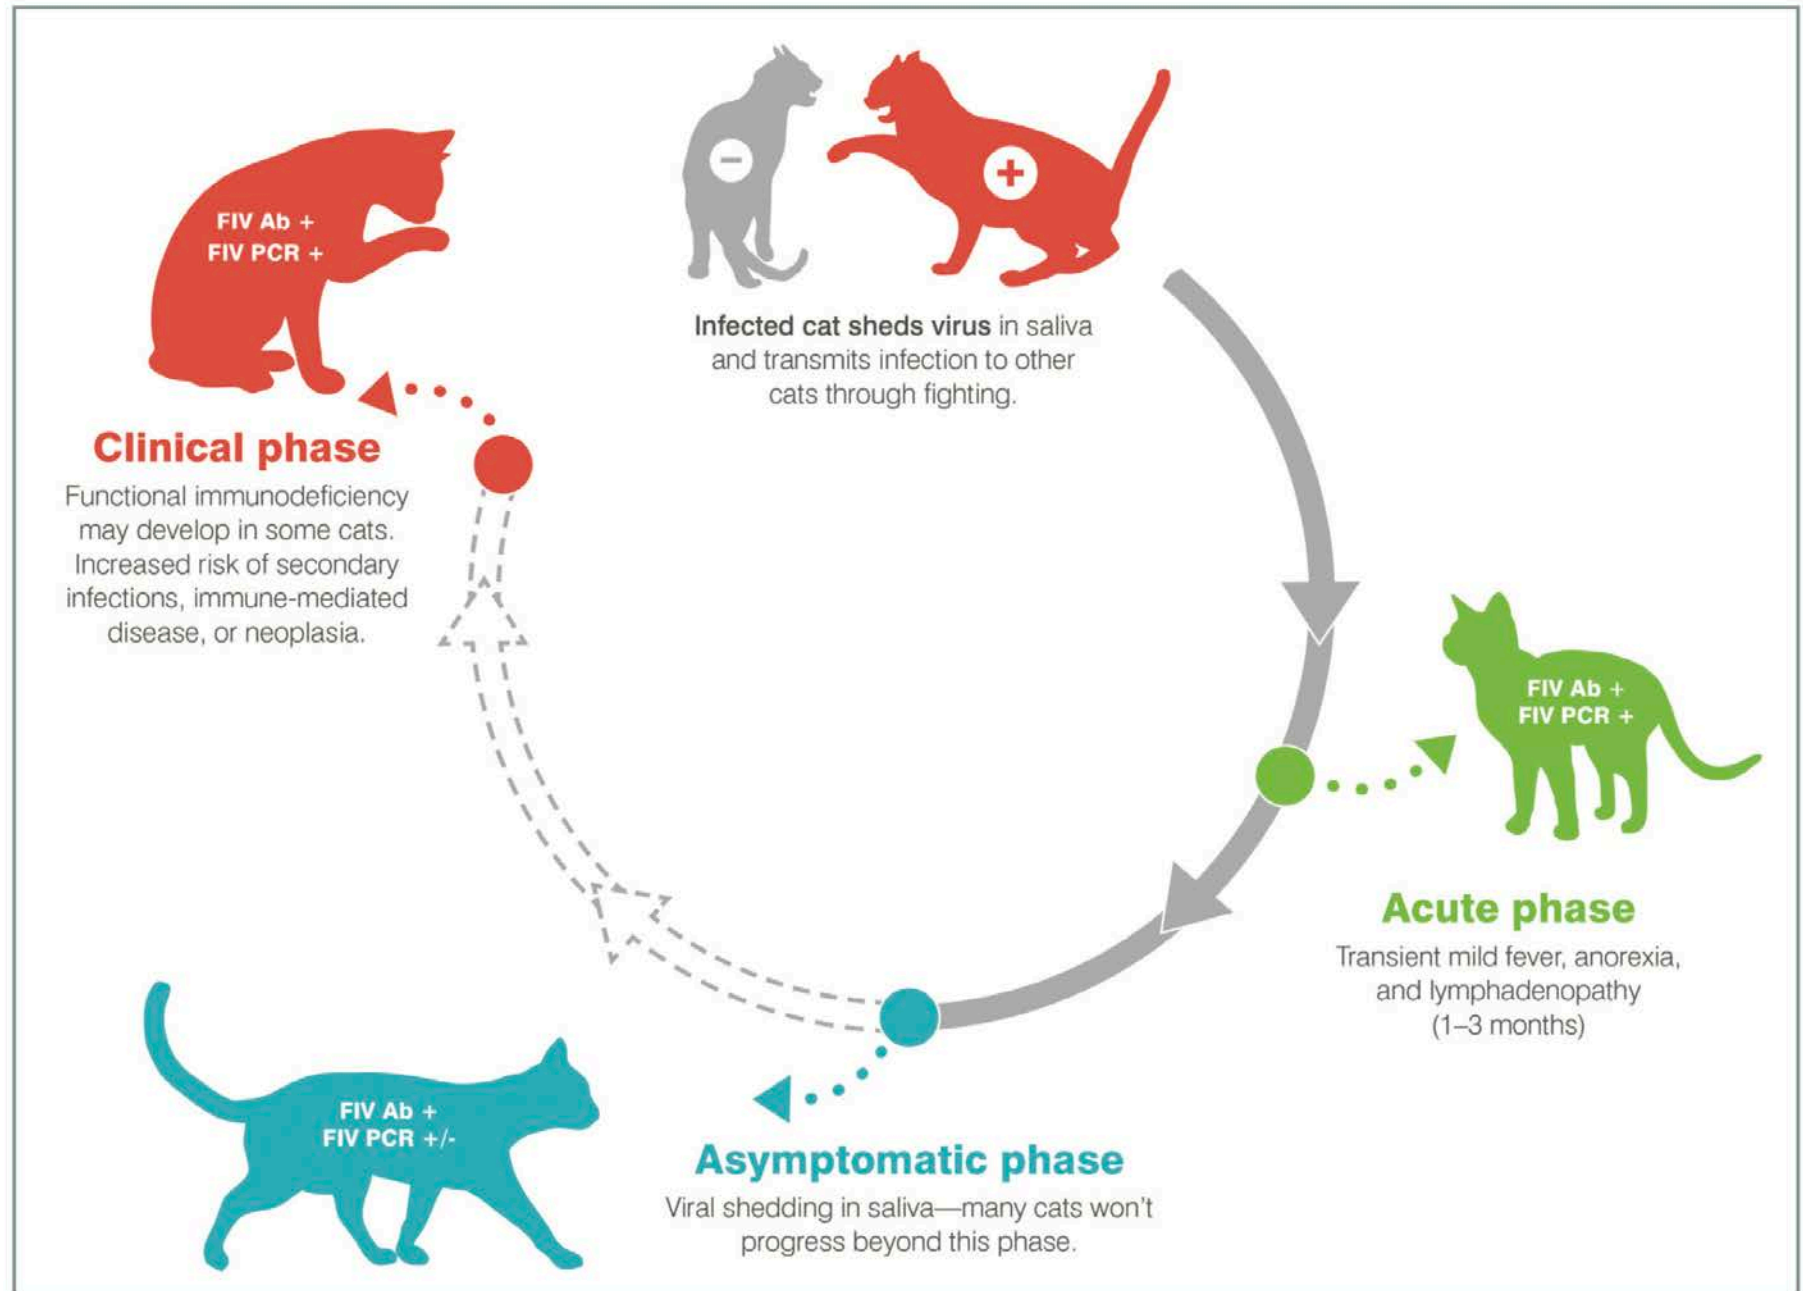 Infected cat sheds virus in saliva
and transmits infection to other
cats through fighting.
FIV Ab +
FIV PCR +
Acute phase
Transient mild fever, anorexia,
and lymphadenopathy
(1–3 months)
FIV Ab +
FIV PCR +/-
Asymptomatic phase
Viral shedding in saliva—many cats won't
progress beyond this phase.
FIV Ab +
FIV PCR +
Clinical phase
Functional immunodeficiency
may develop in some cats.
Increased risk of secondary
infections, immune-mediated
disease, or neoplasia.